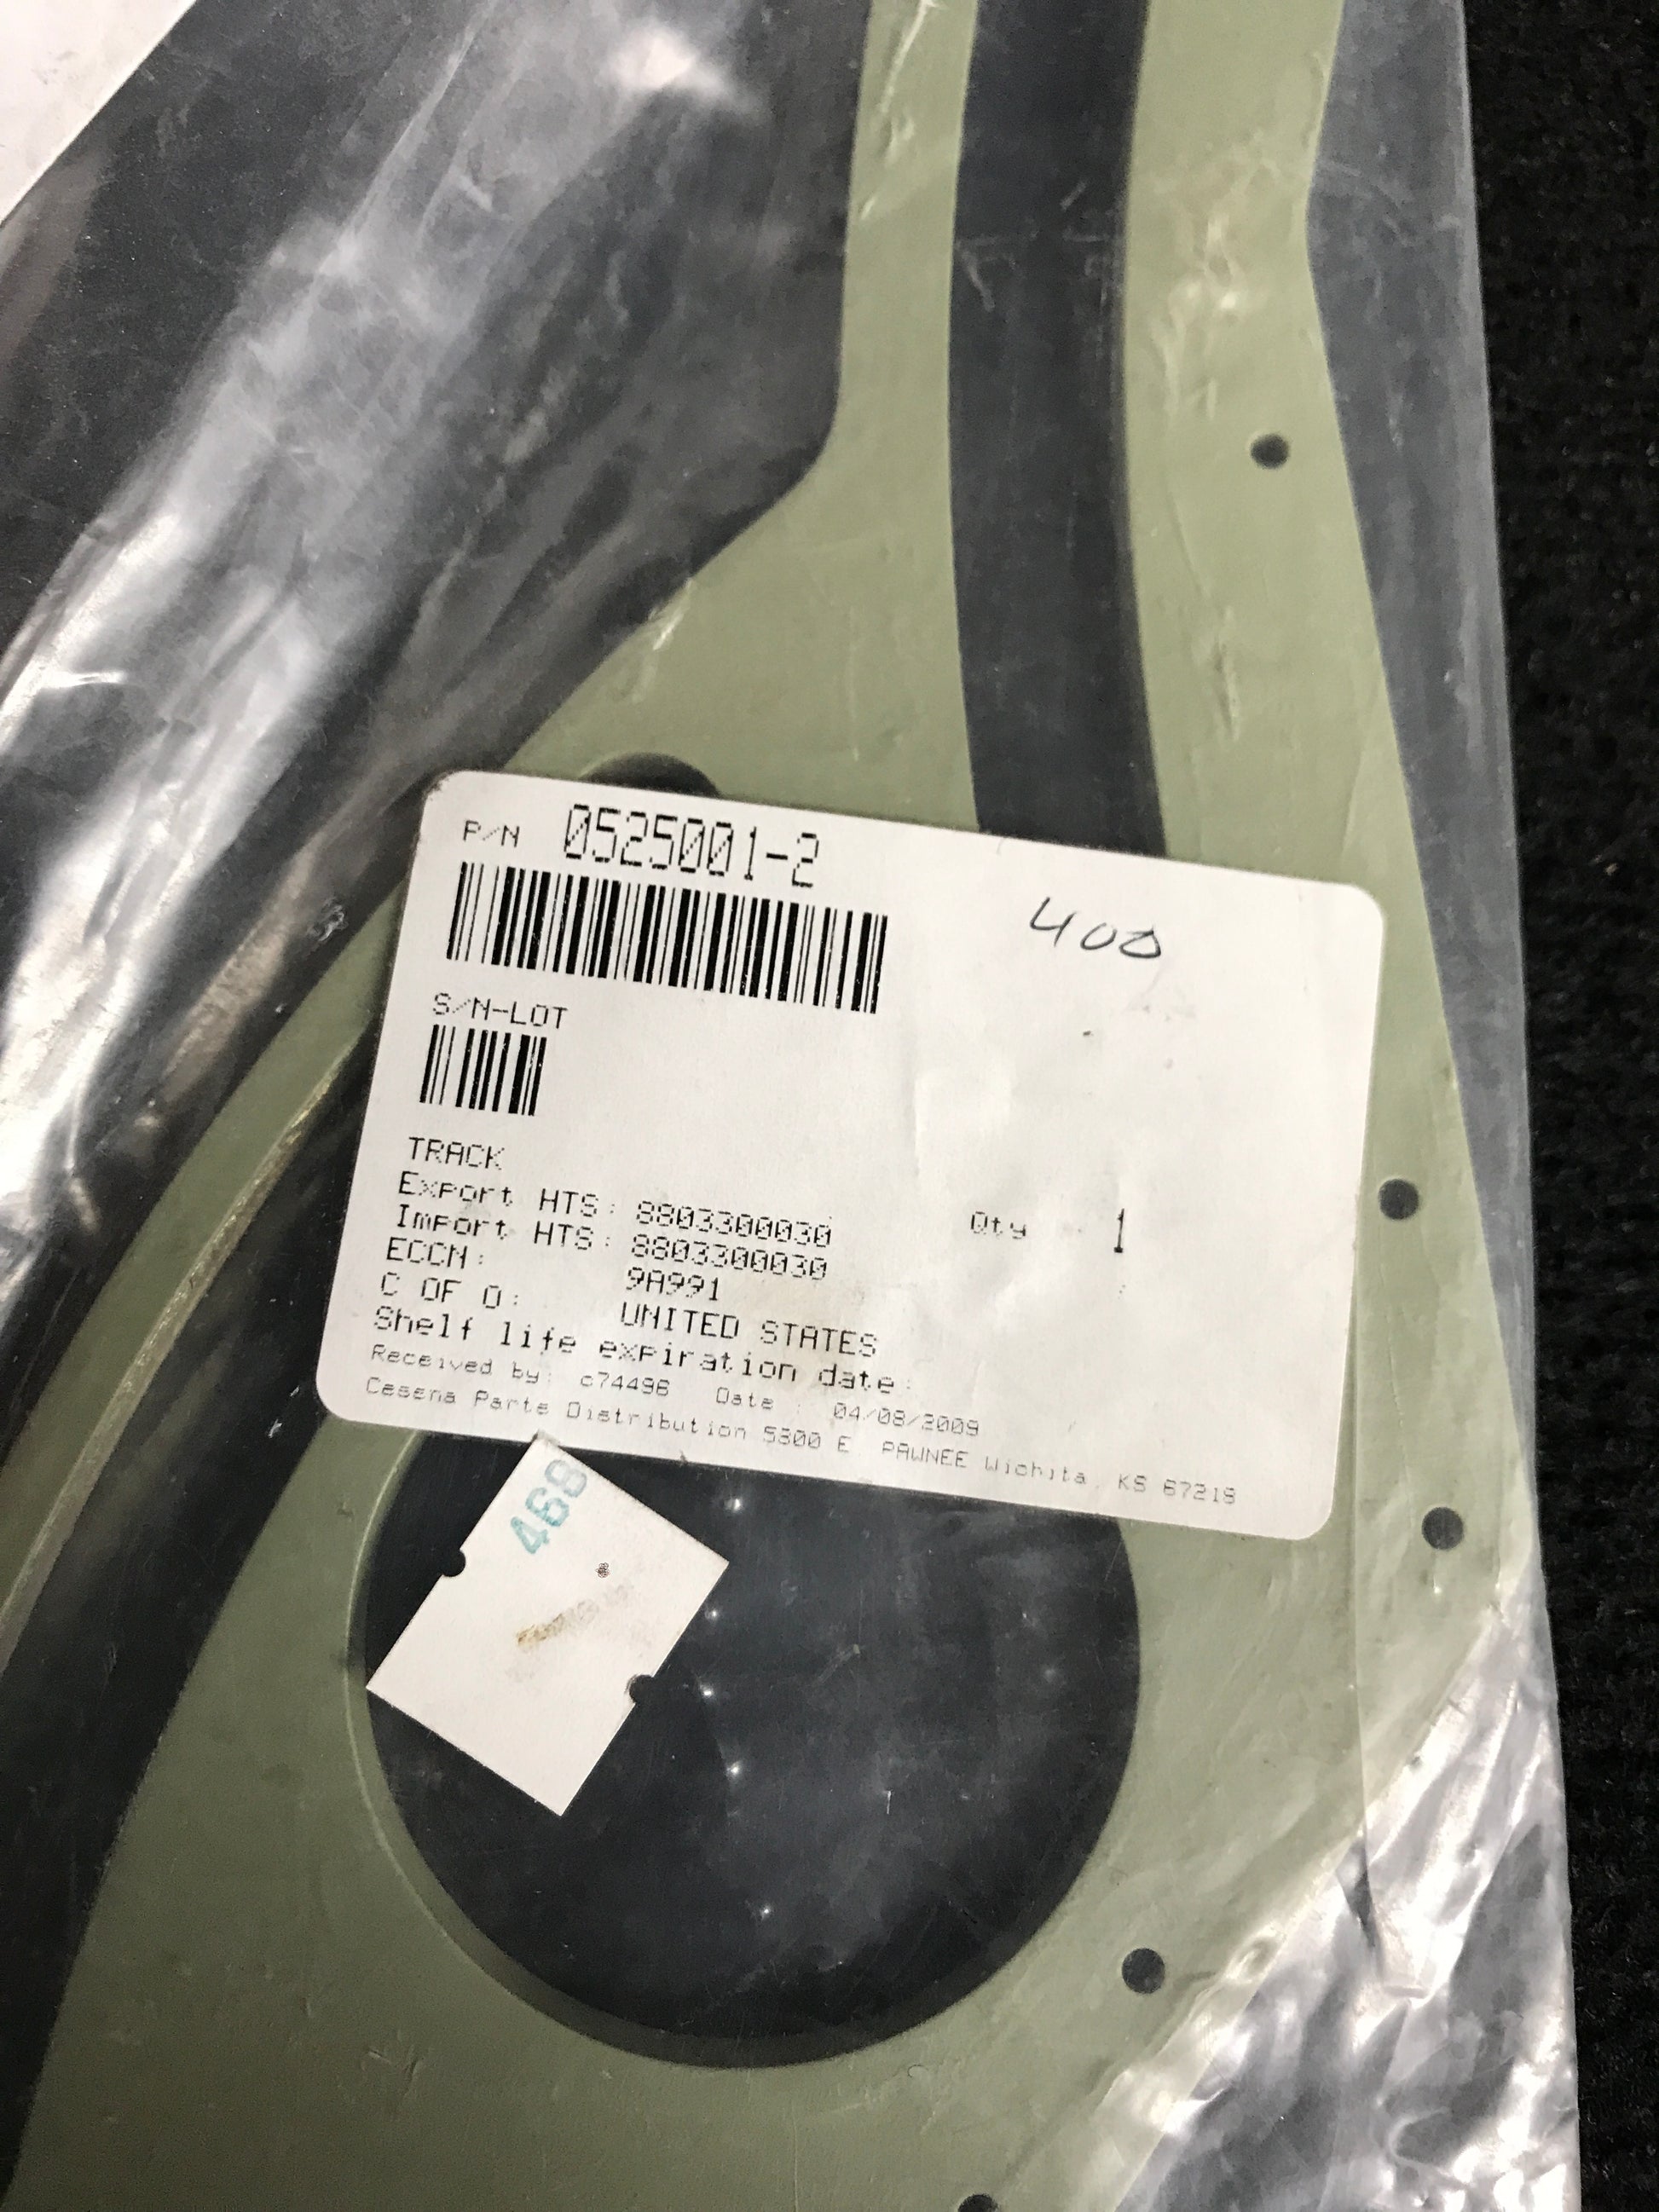 P/N 0525001-2
400
S/N-LOT
TRACK
Export HTS: 8803300030
Qty 1
Import HTS: 8803300030
ECCN: 9A991
C OF O: UNITED STATES
Shelf life expiration date:
Received by: c74496 Date : 04/08/2009
Cessna Parts Distribution 5800 E. PAWNEE Wichita, KS 67218
468